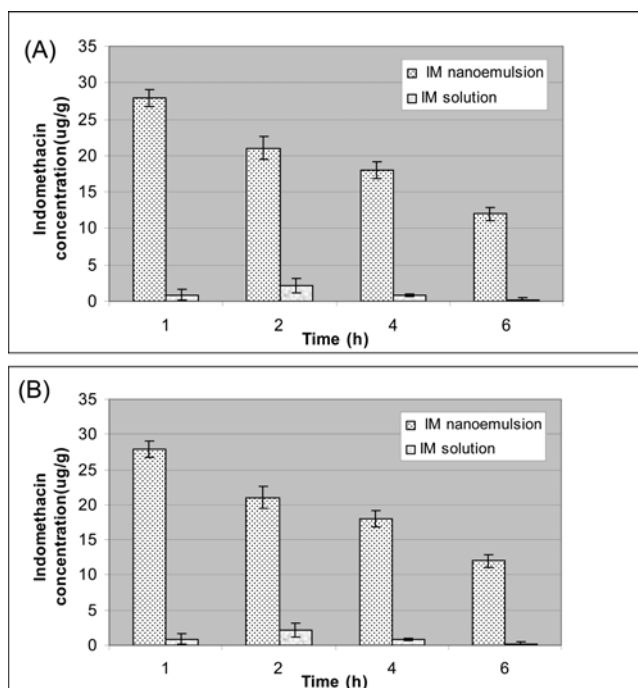 (A)
35
30
25
20
15
10
5
0
Indomethacin
concentration(ug/g)
IM nanoemulsion
IM solution
1 2 4 6
Time (h)
(B)
35
30
25
20
15
10
5
0
Indomethacin
concentration(ug/g)
IM nanoemulsion
IM solution
1 2 4 6
Time (h)